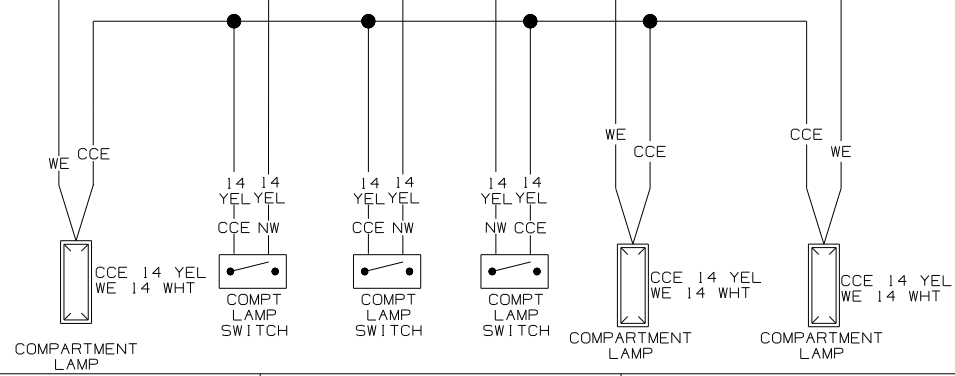 WE
CCE
14
YEL
CCE
14
YEL
NW
14
YEL
CCE
14
YEL
NW
14
YEL
NW
14
YEL
CCE
WE
CCE
CCE
WE
CCE 14 YEL
WE 14 WHT
COMPARTMENT
LAMP
COMPT
LAMP
SWITCH
COMPT
LAMP
SWITCH
COMPT
LAMP
SWITCH
CCE 14 YEL
WE 14 WHT
COMPARTMENT
LAMP
CCE 14 YEL
WE 14 WHT
COMPARTMENT
LAMP